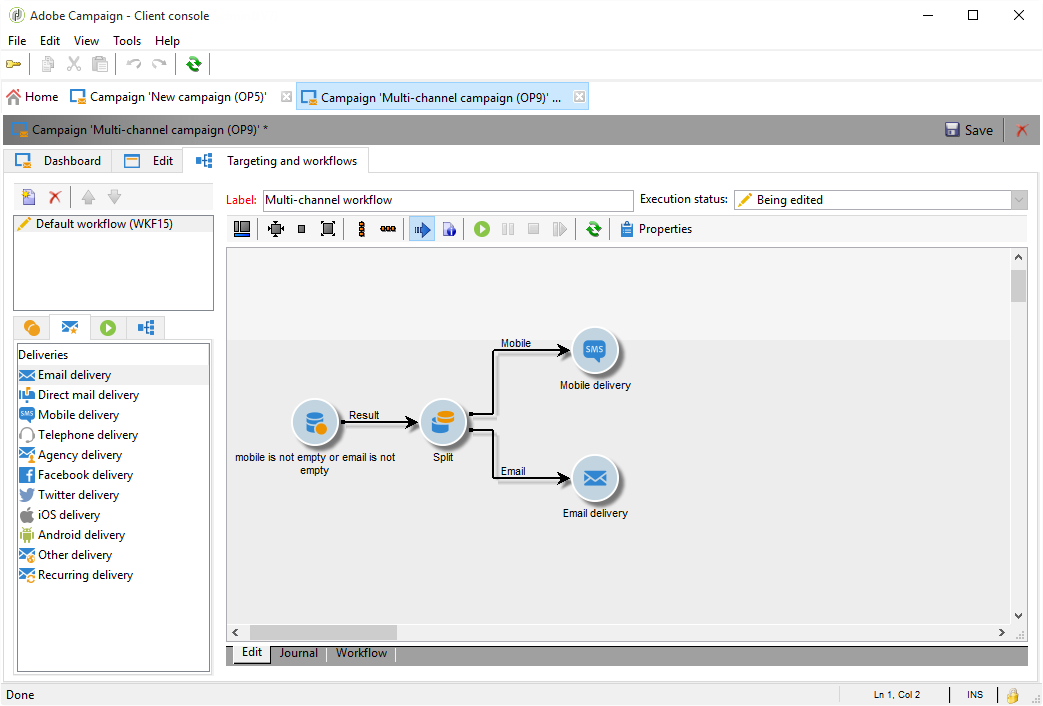 Adobe Campaign - Client console
File Edit View Tools Help
Home Campaign 'New campaign (OP5)' Campaign 'Multi-channel campaign (OP9)' ...
Campaign 'Multi-channel campaign (OP9)' * Save
Dashboard Edit Targeting and workflows
Label: Multi-channel workflow Execution status: Being edited
Default workflow (WKF15)
Properties
Deliveries
Email delivery
Direct mail delivery
SMS Mobile delivery
Telephone delivery
Agency delivery
Facebook delivery
Twitter delivery
iOS delivery
Android delivery
Other delivery
Recurring delivery
Mobile
SMS
Mobile delivery
Result
mobile is not empty or email is not
empty
Split
Email
Email delivery
Edit Journal Workflow
Done Ln 1, Col 2 INS